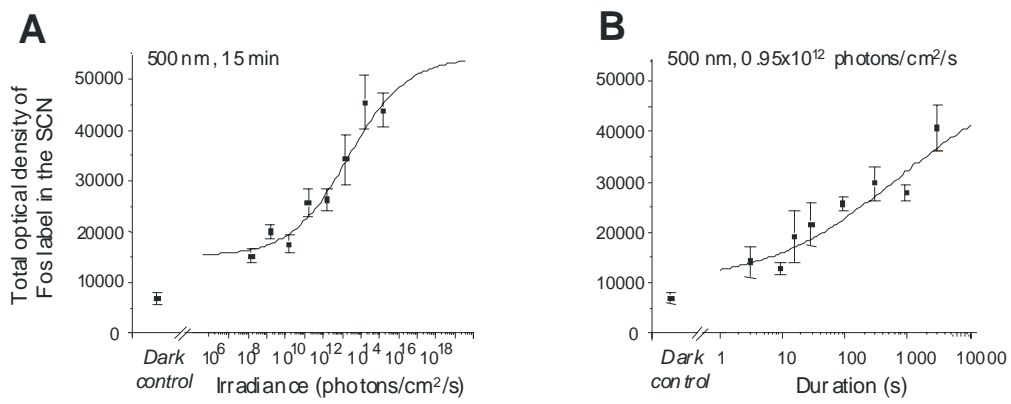 A
500 nm, 15 min
Total optical density of
Fos label in the SCN
50000
40000
30000
20000
10000
0
Dark
control
10⁶ 10⁸ 10¹⁰ 10¹² 10¹⁴ 10¹⁶ 10¹⁸
Irradiance (photons/cm²/s)
B
500 nm, 0.95x10¹² photons/cm²/s
50000
40000
30000
20000
10000
0
Dark
control
1 10 100 1000 10000
Duration (s)